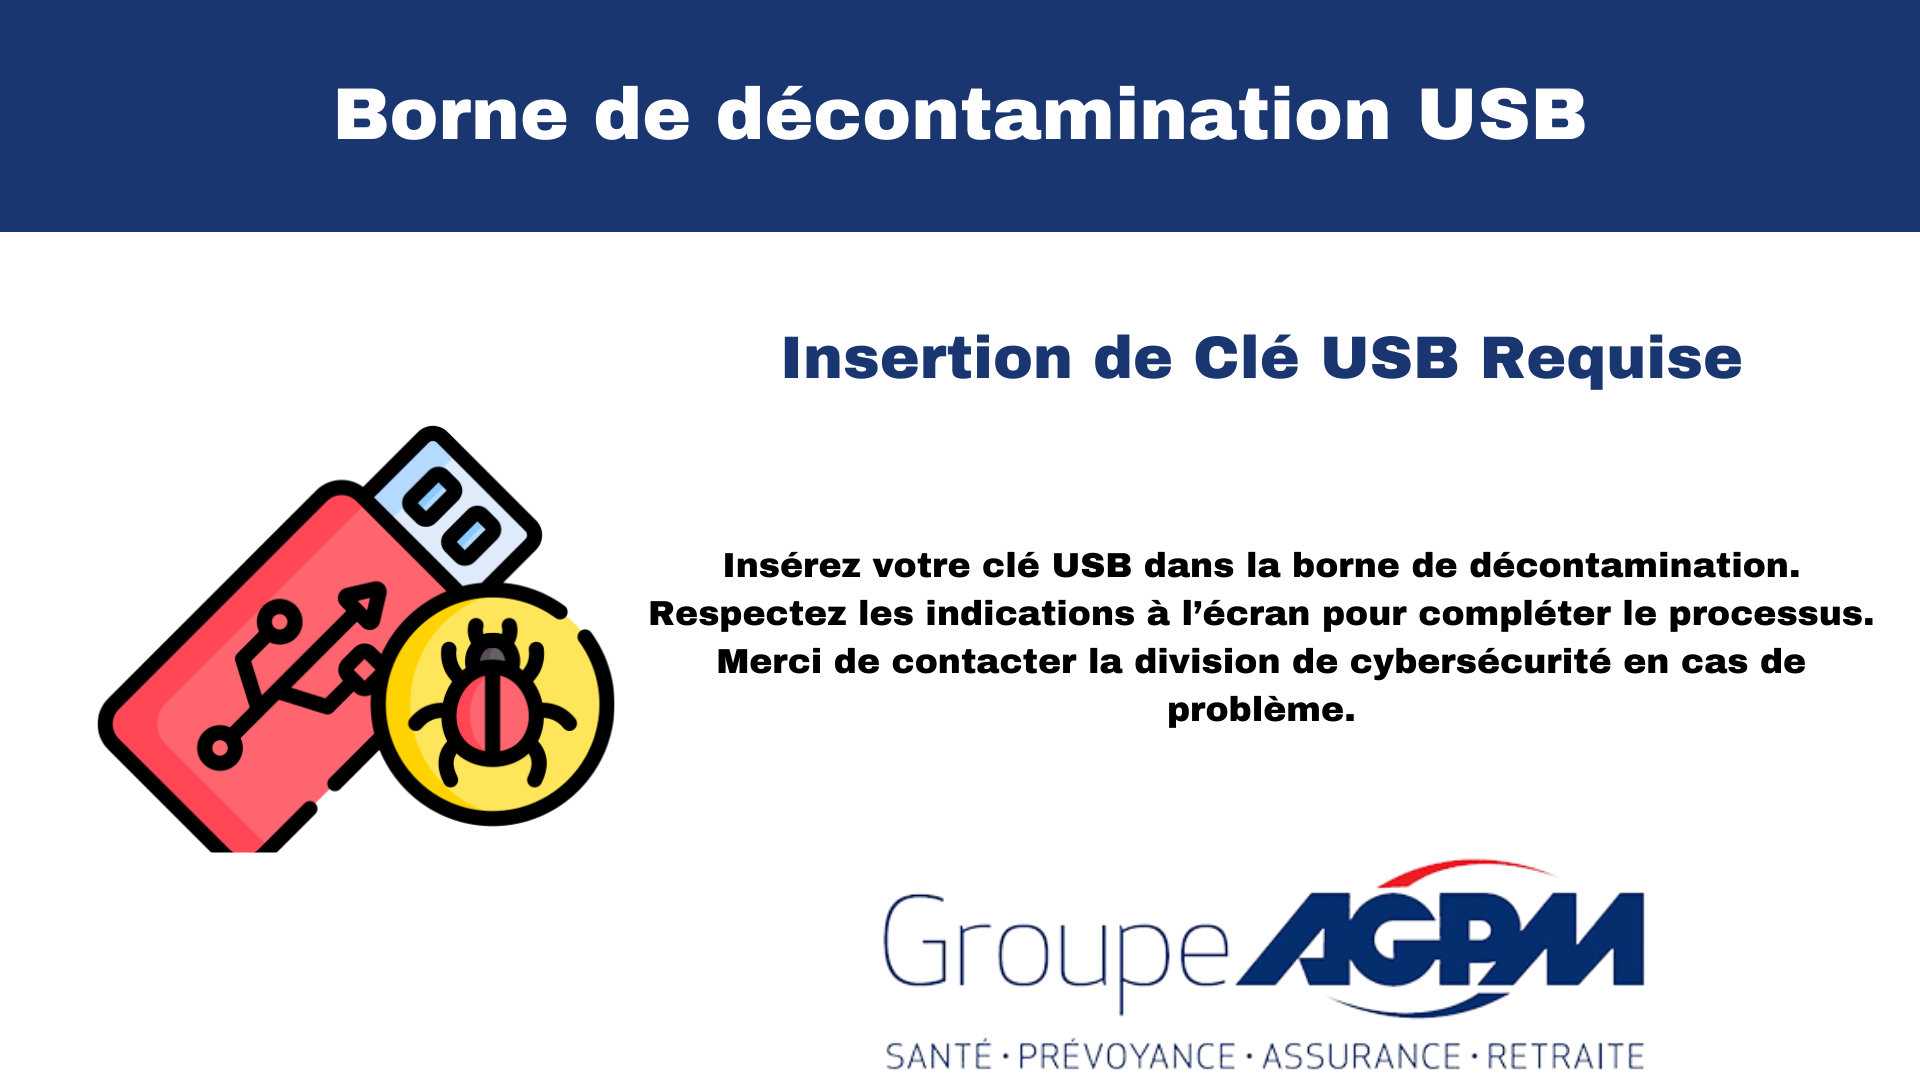 Borne de décontamination USB
Insertion de Clé USB Requise
Insérez votre clé USB dans la borne de décontamination.
Respectez les indications à l’écran pour compléter le processus.
Merci de contacter la division de cybersécurité en cas de
problème.
Groupe AGPM
SANTÉ · PRÉVOYANCE · ASSURANCE · RETRAITE